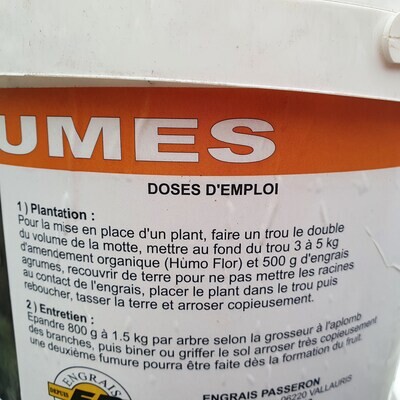 UMES
DOSES D'EMPLOI
1) Plantation :
Pour la mise en place d'un plant, faire un trou le double
du volume de la motte, mettre au fond du trou 3 à 5 kg
d'amendement organique (Hùmo Flor) et 500 g d'engrais
agrumes, recouvrir de terre pour ne pas mettre les racines
au contact de l'engrais, placer le plant dans le trou puis
reboucher, tasser la terre et arroser copieusement.
2) Entretien :
Epandre 800 g à 1.5 kg par arbre selon la grosseur à l'aplomb
des branches, puis biner ou griffer le sol arroser très copieusement
une deuxième fumure pourra être faite dès la formation du fruit.
ENGRAIS
DEPUIS
ENGRAIS PASSERON
06220 VALLAURIS